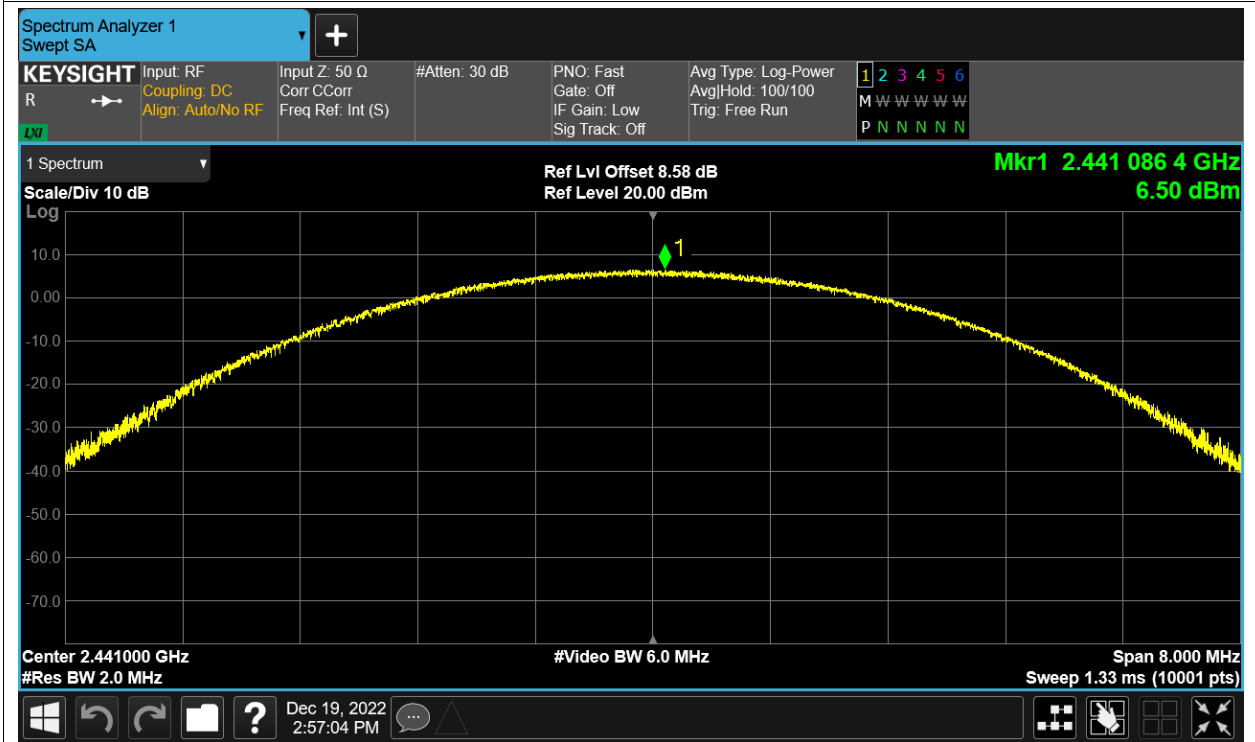 Spectrum Analyzer 1
Swept SA
KEYSIGHT
R
LXI
Input: RF
Coupling: DC
Align: Auto/No RF
Input Z: 50 Ω
Corr CCorr
Freq Ref: Int (S)
#Atten: 30 dB
PNO: Fast
Gate: Off
IF Gain: Low
Sig Track: Off
Avg Type: Log-Power
Avg|Hold: 100/100
Trig: Free Run
1 2 3 4 5 6
M W W W W W
P N N N N N
1 Spectrum
Scale/Div 10 dB
Log
Ref Lvl Offset 8.58 dB
Ref Level 20.00 dBm
Mkr1 2.441 086 4 GHz
6.50 dBm
1
10.0
0.00
-10.0
-20.0
-30.0
-40.0
-50.0
-60.0
-70.0
Center 2.441000 GHz
#Res BW 2.0 MHz
#Video BW 6.0 MHz
Span 8.000 MHz
Sweep 1.33 ms (10001 pts)
?
Dec 19, 2022
2:57:04 PM